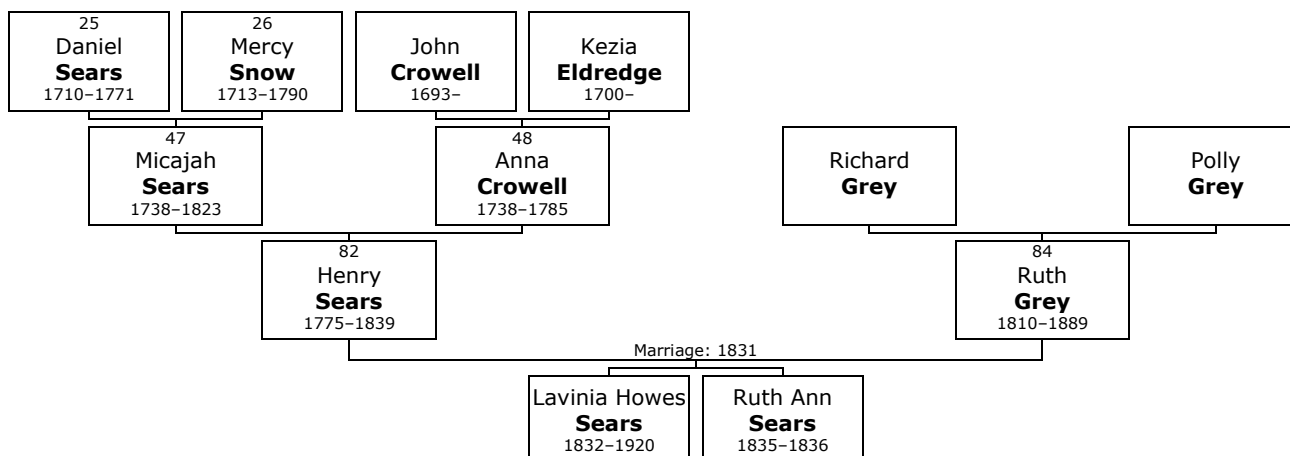 25
Daniel
Sears
1710–1771
26
Mercy
Snow
1713–1790
John
Crowell
1693–
Kezia
Eldredge
1700–
47
Micajah
Sears
1738–1823
48
Anna
Crowell
1738–1785
Richard
Grey
Polly
Grey
82
Henry
Sears
1775–1839
84
Ruth
Grey
1810–1889
Marriage: 1831
Lavinia Howes
Sears
1832–1920
Ruth Ann
Sears
1835–1836